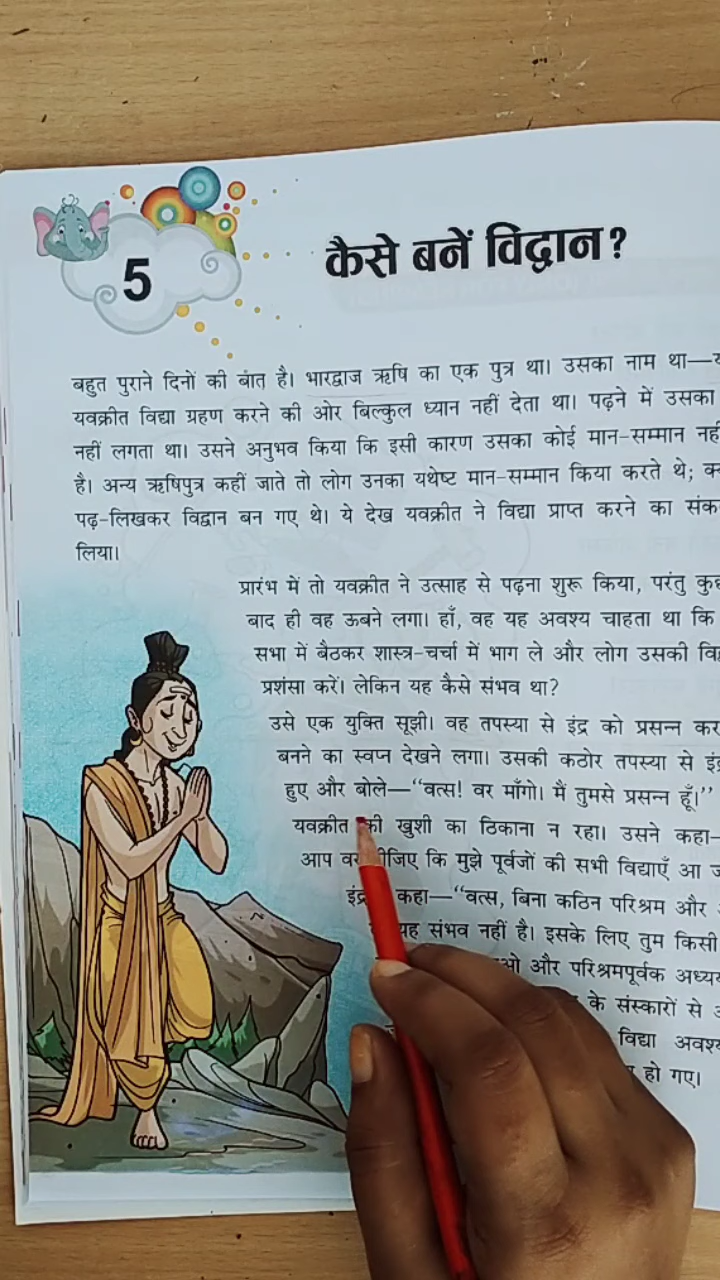 5
कैसे बनें विद्वान?
बहुत पुराने दिनों की बात है। भारद्वाज ऋषि का एक पुत्र था। उसका नाम था—
यवक्रीत विद्या ग्रहण करने की ओर बिल्कुल ध्यान नहीं देता था। पढ़ने में उसका
नहीं लगता था। उसने अनुभव किया कि इसी कारण उसका कोई मान-सम्मान नहीं
है। अन्य ऋषिपुत्र कहीं जाते तो लोग उनका यथेष्ट मान-सम्मान किया करते थे;
पढ़-लिखकर विद्वान बन गए थे। ये देख यवक्रीत ने विद्या प्राप्त करने का
लिया।
प्रारंभ में तो यवक्रीत ने उत्साह से पढ़ना शुरू किया, परंतु
बाद ही वह ऊबने लगा। हाँ, वह यह अवश्य चाहता था कि
सभा में बैठकर शास्त्र-चर्चा में भाग ले और लोग उसकी
प्रशंसा करें। लेकिन यह कैसे संभव था?
उसे एक युक्ति सूझी। वह तपस्या से इंद्र को प्रसन्न कर
बनने का स्वप्न देखने लगा। उसकी कठोर तपस्या से
हुए और बोले—“वत्स! वर माँगो। मैं तुमसे प्रसन्न हूँ।”
यवक्रीत की खुशी का ठिकाना न रहा। उसने कहा—
आप वर दीजिए कि मुझे पूर्वजों की सभी विद्याएँ आ
कहा—“वत्स, बिना कठिन परिश्रम और
यह संभव नहीं है। इसके लिए तुम किसी
और परिश्रमपूर्वक
के संस्कारों से
विद्या
हो गए।